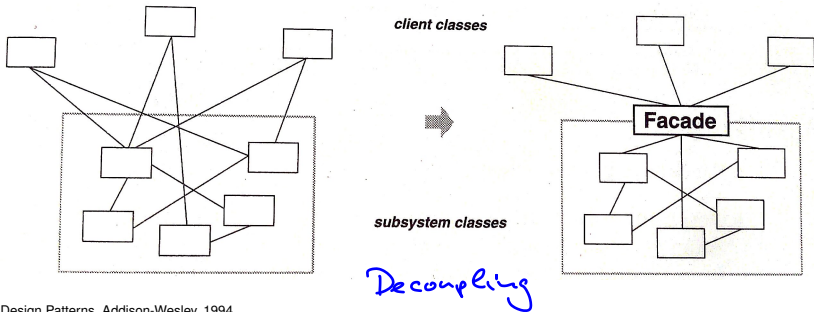 client classes
Facade
subsystem classes
Decoupling
Design Patterns, Addison-Wesley, 1994